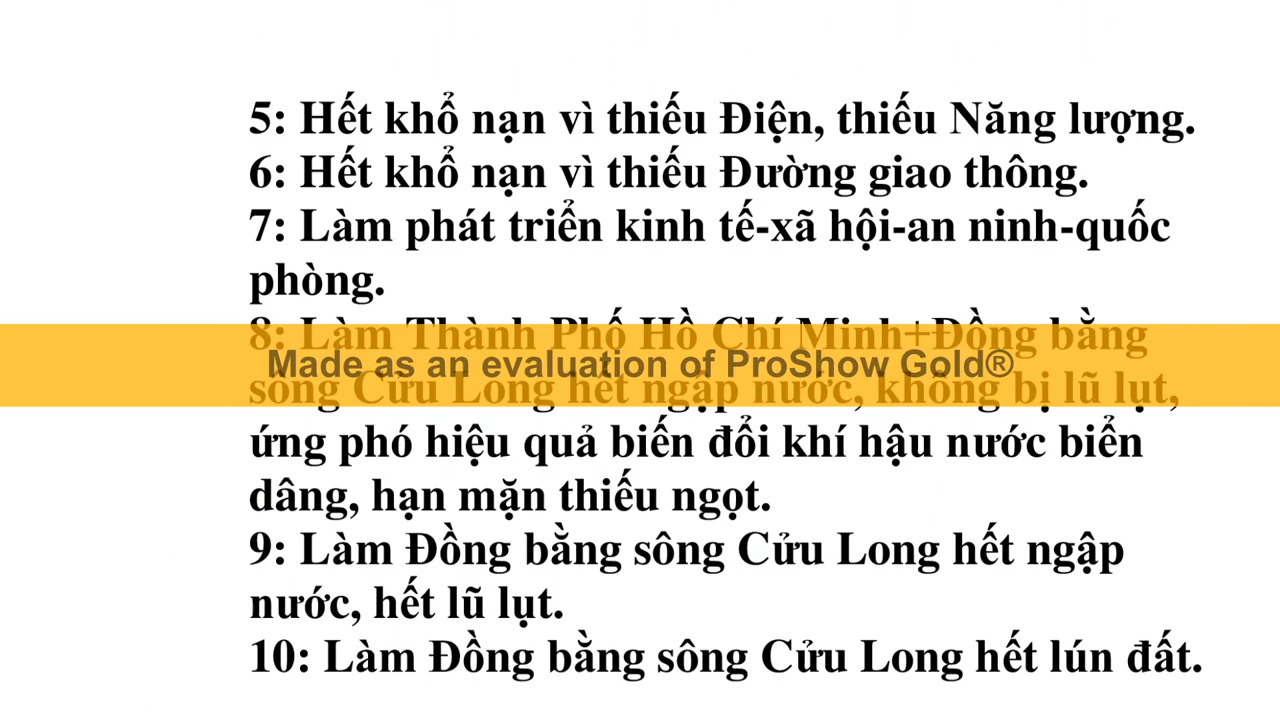 5: Hết khổ nạn vì thiếu Điện, thiếu Năng lượng.
6: Hết khổ nạn vì thiếu Đường giao thông.
7: Làm phát triển kinh tế-xã hội-an ninh-quốc
phòng.
8: Làm Thành Phố Hồ Chí Minh+Đồng bằng
Made as an evaluation of ProShow Gold®
sông Cửu Long hết ngập nước, không bị lũ lụt,
ứng phó hiệu quả biến đổi khí hậu nước biển
dâng, hạn mặn thiếu ngọt.
9: Làm Đồng bằng sông Cửu Long hết ngập
nước, hết lũ lụt.
10: Làm Đồng bằng sông Cửu Long hết lún đất.